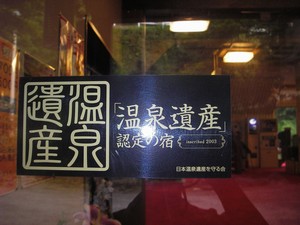 温泉
遺産
「温泉遺産」
認定の宿
inscribed 2005
日本温泉遺産を守る会